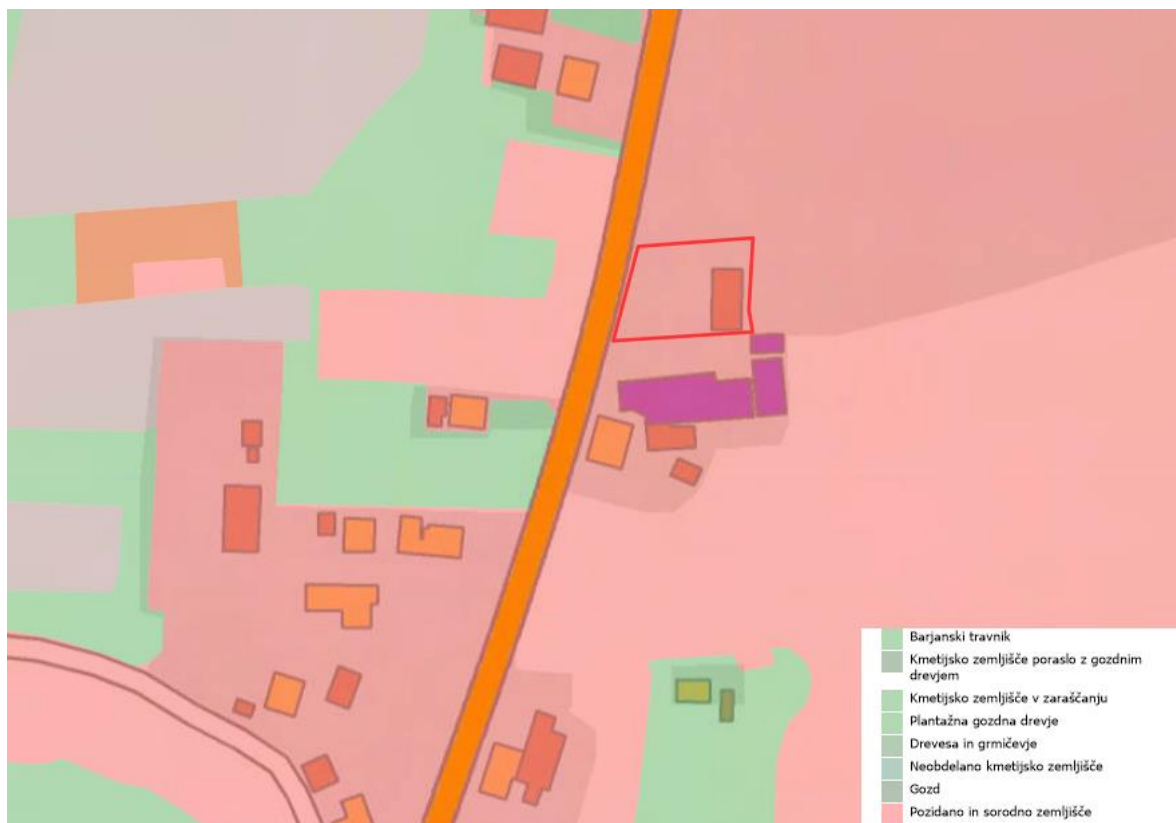 Barjanski travnik
Kmetijsko zemljišče poraslo z gozdnim
drevjem
Kmetijsko zemljišče v zaraščanju
Plantažna gozdna drevje
Drevesa in grmičevje
Neobdelano kmetijsko zemljišče
Gozd
Pozidano in sorodno zemljišče